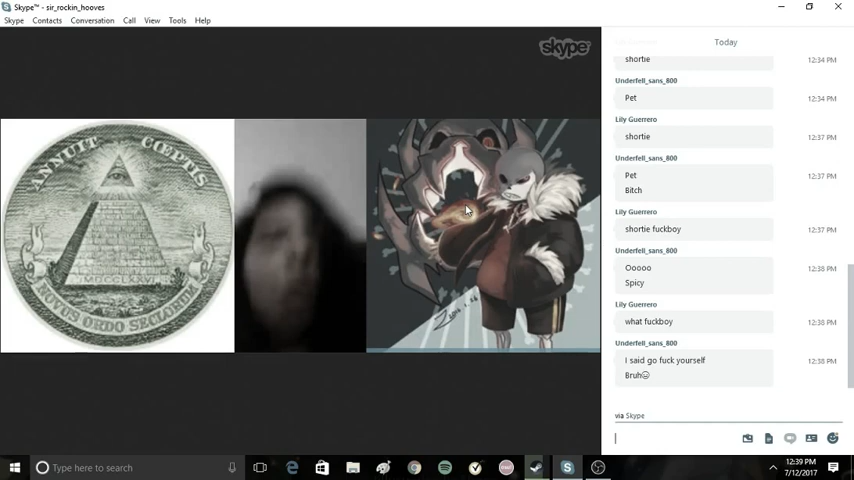 Skype™ - sir_rockin_hooves
Skype Contacts Conversation Call View Tools Help
skype
ANNUIT CŒPTIS
MDCCLXXVI
NOVUS ORDO SECLORUM
Today
shortie
12:34 PM
Underfell_sans_800
Pet
12:34 PM
Lily Guerrero
shortie
12:37 PM
Underfell_sans_800
Pet
12:37 PM
Bitch
Lily Guerrero
shortie fuckboy
12:37 PM
Underfell_sans_800
Ooooo
12:38 PM
Spicy
Lily Guerrero
what fuckboy
12:38 PM
Underfell_sans_800
I said go fuck yourself
12:38 PM
Bruh
via Skype
Type here to search
12:39 PM
7/12/2017